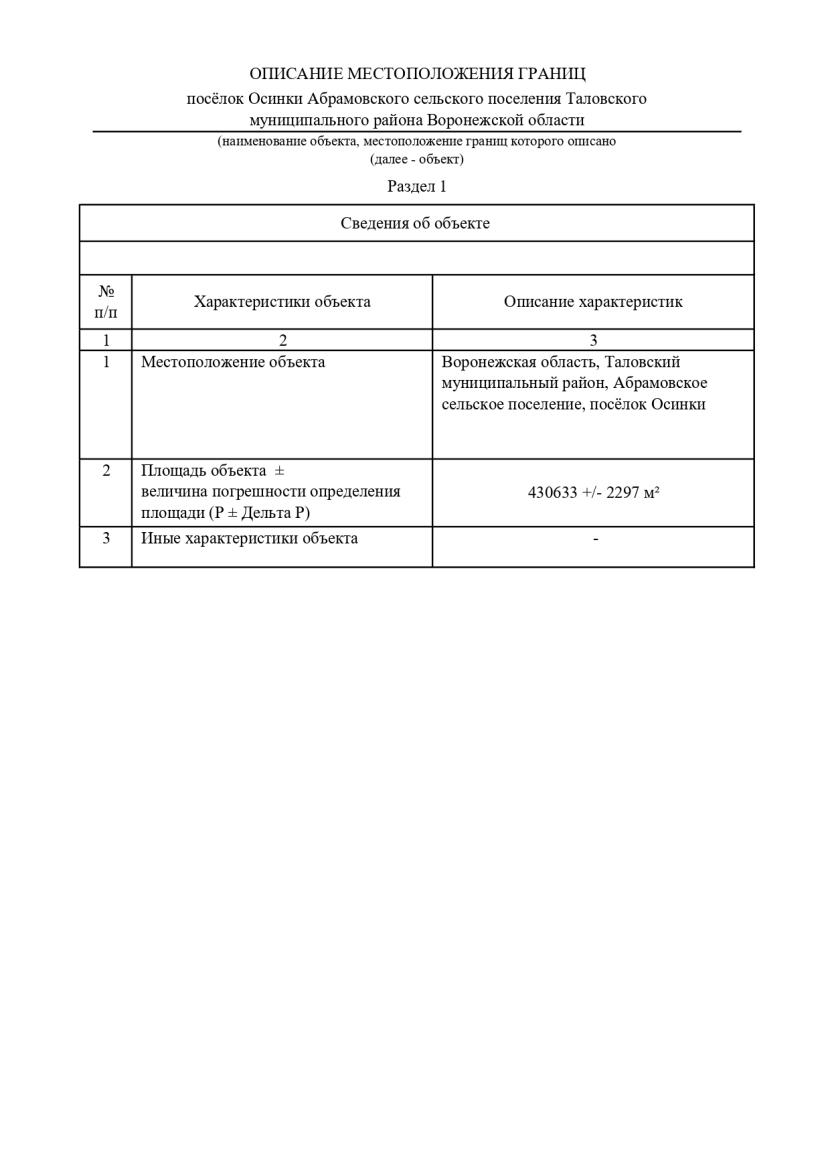 ОПИСАНИЕ МЕСТОПОЛОЖЕНИЯ ГРАНИЦ
посёлок Осинки Абрамовского сельского поселения Таловского
муниципального района Воронежской области
(наименование объекта, местоположение границ которого описано
(далее - объект)
Раздел 1
Сведения об объекте
№
п/п
Характеристики объекта
Описание характеристик
1
2
3
1
Местоположение объекта
Воронежская область, Таловский
муниципальный район, Абрамовское
сельское поселение, посёлок Осинки
2
Площадь объекта ±
величина погрешности определения
площади (P ± Дельта P)
430633 +/- 2297 м²
3
Иные характеристики объекта
-